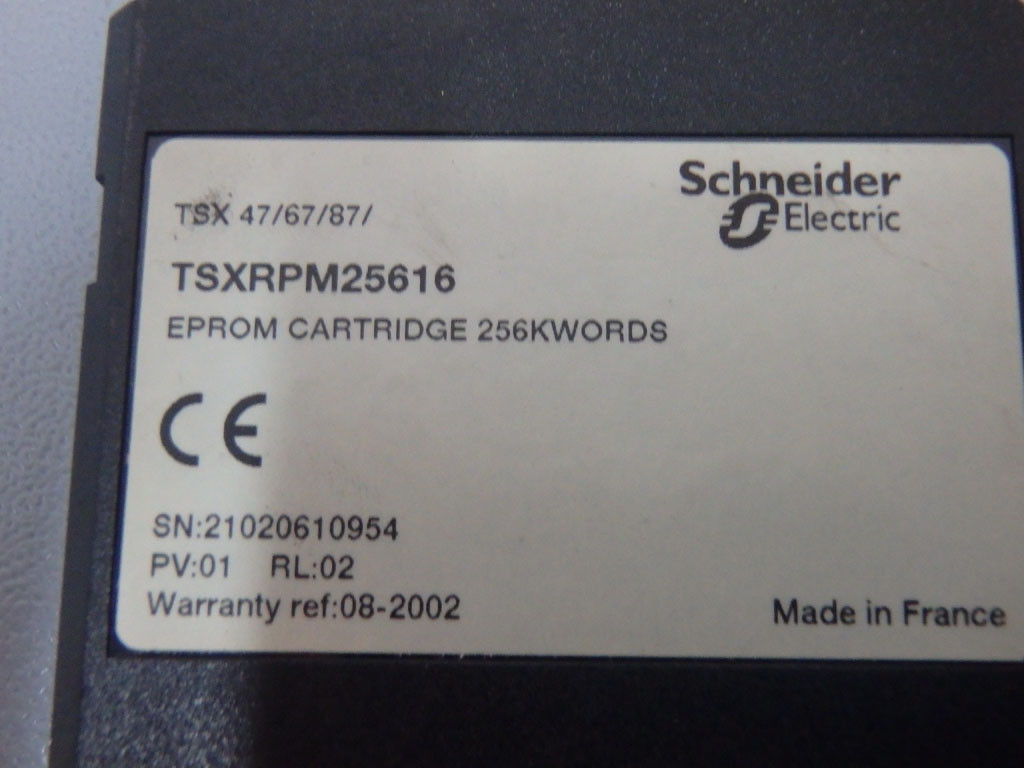 Schneider
Electric
TSX 47/67/87/
TSXRPM25616
EPROM CARTRIDGE 256KWORDS
CE
SN:21020610954
PV:01 RL:02
Warranty ref:08-2002
Made in France